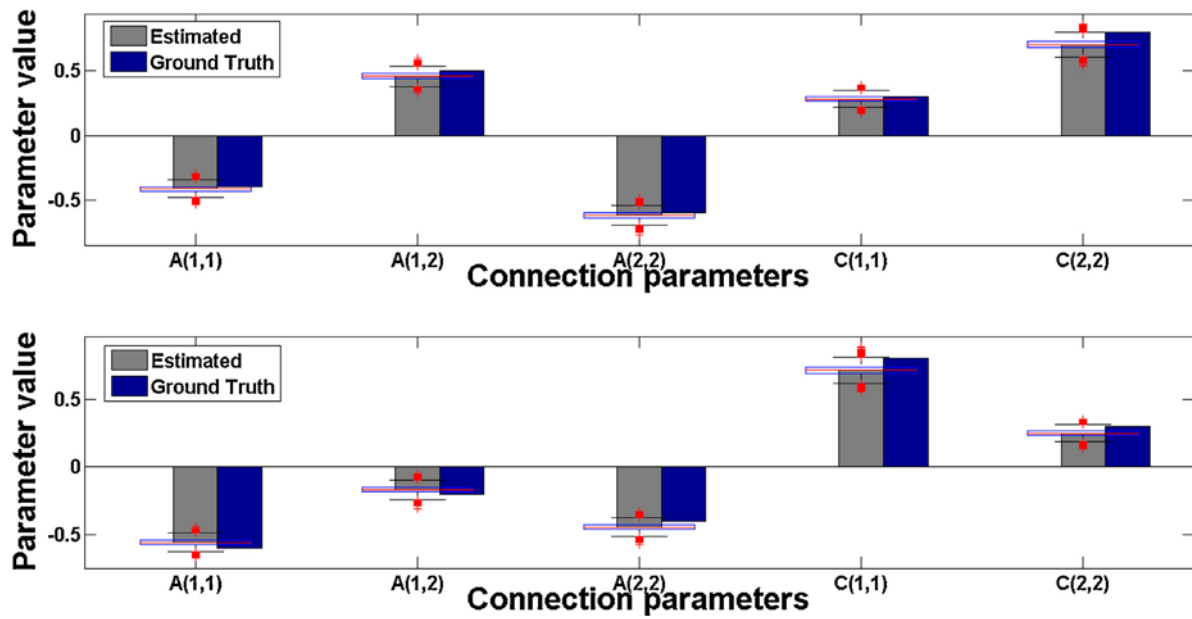 Parameter value
Estimated
Ground Truth
0.5
0
-0.5
A(1,1) A(1,2) A(2,2) C(1,1) C(2,2)
Connection parameters
Parameter value
Estimated
Ground Truth
0.5
0
-0.5
A(1,1) A(1,2) A(2,2) C(1,1) C(2,2)
Connection parameters